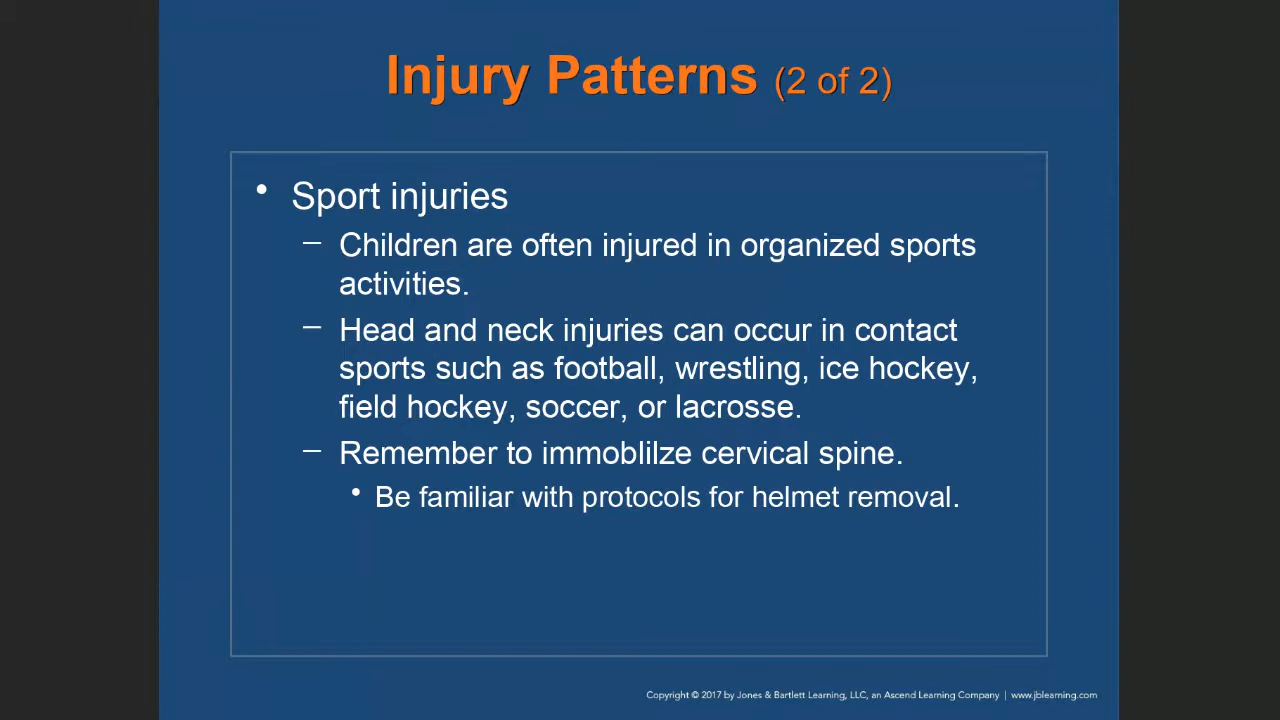 Injury Patterns (2 of 2)
• Sport injuries
– Children are often injured in organized sports
activities.
– Head and neck injuries can occur in contact
sports such as football, wrestling, ice hockey,
field hockey, soccer, or lacrosse.
– Remember to immoblilze cervical spine.
• Be familiar with protocols for helmet removal.
Copyright © 2017 by Jones & Bartlett Learning, LLC, an Ascend Learning Company | www.jblearning.com